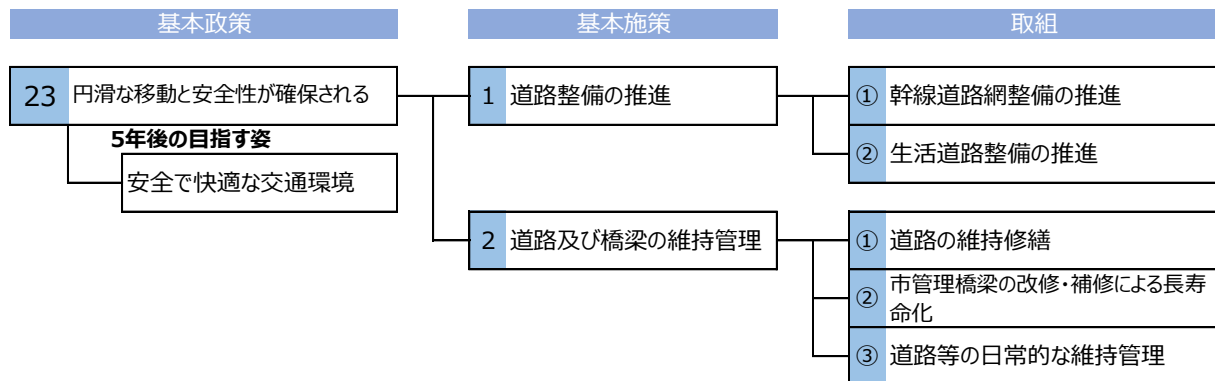 基本政策
基本施策
取組
23 円滑な移動と安全性が確保される
5年後の目指す姿
安全で快適な交通環境
1 道路整備の推進
① 幹線道路網整備の推進
② 生活道路整備の推進
2 道路及び橋梁の維持管理
① 道路の維持修繕
② 市管理橋梁の改修・補修による長寿
命化
③ 道路等の日常的な維持管理